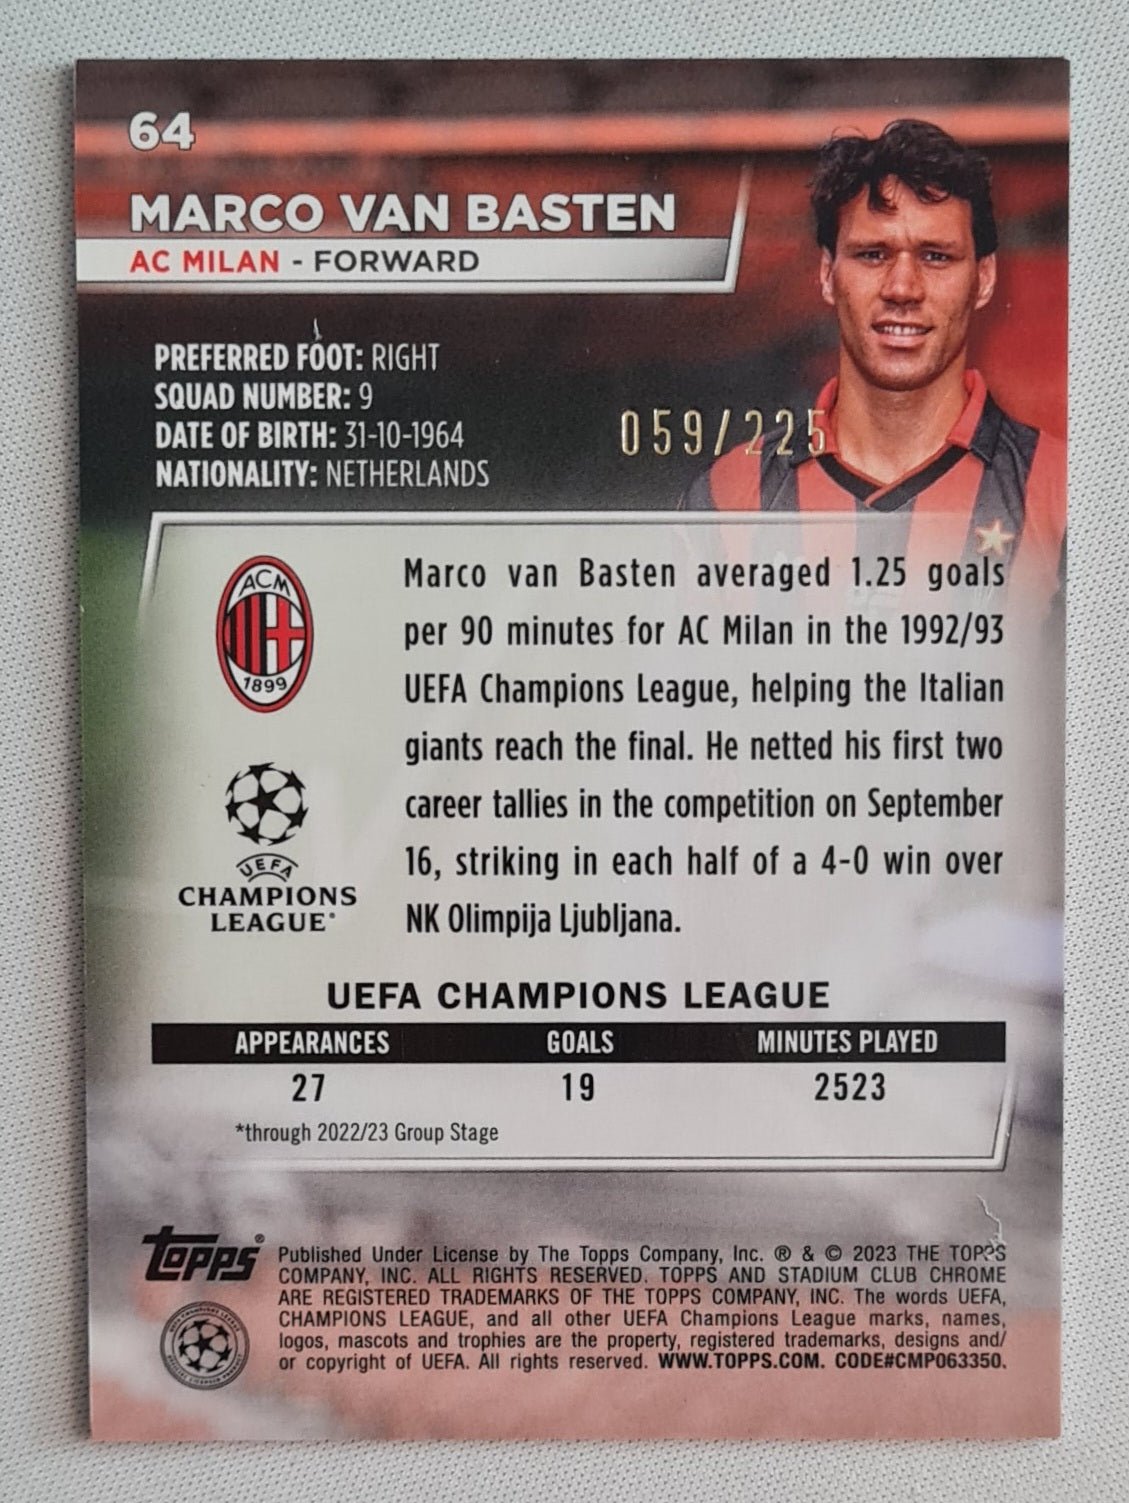 64
MARCO VAN BASTEN
AC MILAN - FORWARD
PREFERRED FOOT: RIGHT
SQUAD NUMBER: 9
DATE OF BIRTH: 31-10-1964
NATIONALITY: NETHERLANDS
059/225
ACM
1899
Marco van Basten averaged 1.25 goals
per 90 minutes for AC Milan in the 1992/93
UEFA Champions League, helping the Italian
giants reach the final. He netted his first two
career tallies in the competition on September
16, striking in each half of a 4-0 win over
NK Olimpija Ljubljana.
UEFA
CHAMPIONS
LEAGUE®
UEFA CHAMPIONS LEAGUE
APPEARANCES GOALS MINUTES PLAYED
27 19 2523
*through 2022/23 Group Stage
Topps®
Published Under License by The Topps Company, Inc. ® & © 2023 THE TOPPS
COMPANY, INC. ALL RIGHTS RESERVED. TOPPS AND STADIUM CLUB CHROME
ARE REGISTERED TRADEMARKS OF THE TOPPS COMPANY, INC. The words UEFA,
CHAMPIONS LEAGUE, and all other UEFA Champions League marks, names,
logos, mascots and trophies are the property, registered trademarks, designs and/
or copyright of UEFA. All rights reserved. WWW.TOPPS.COM. CODE#CMP063350.